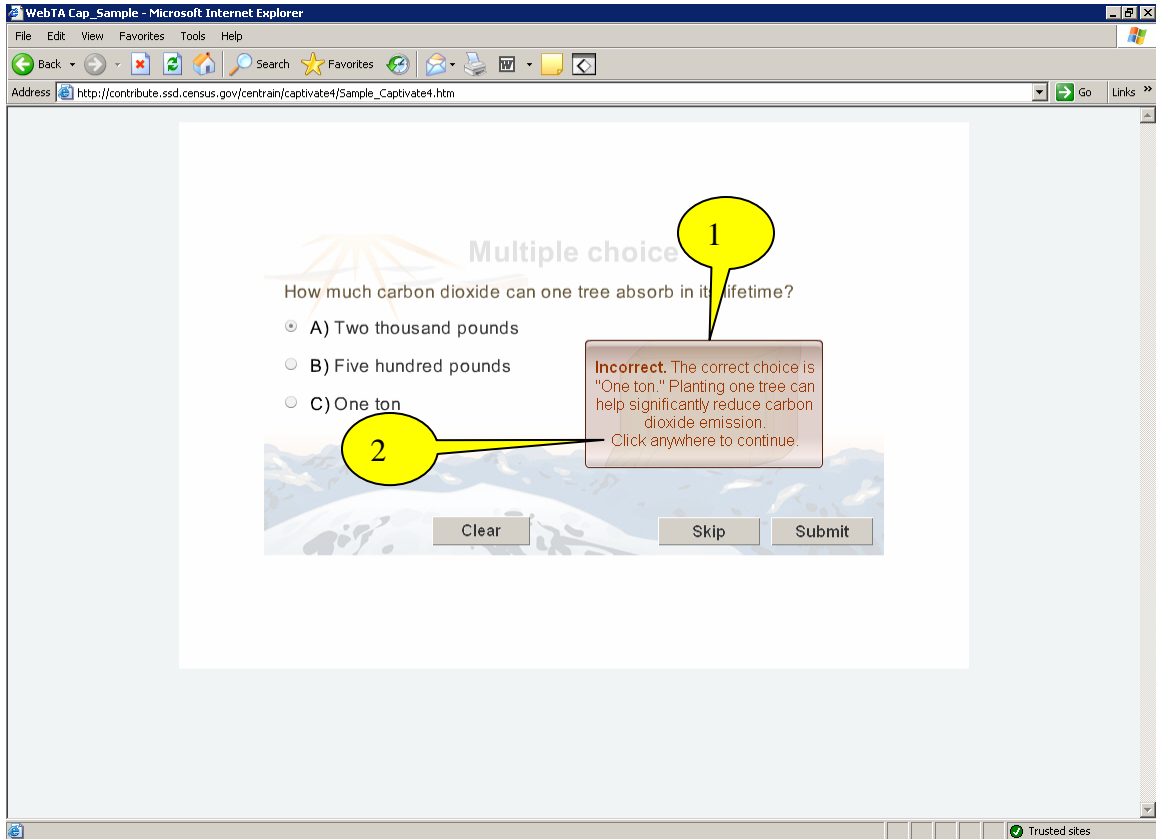 WebTA Cap_Sample - Microsoft Internet Explorer
File Edit View Favorites Tools Help
Back Search Favorites
Address http://contribute.ssd.census.gov/centrain/captivate4/Sample_Captivate4.htm Go Links »
1
Multiple choice
How much carbon dioxide can one tree absorb in its lifetime?
A) Two thousand pounds
B) Five hundred pounds
C) One ton
Incorrect. The correct choice is
"One ton." Planting one tree can
help significantly reduce carbon
dioxide emission.
Click anywhere to continue.
2
Clear Skip Submit
Trusted sites